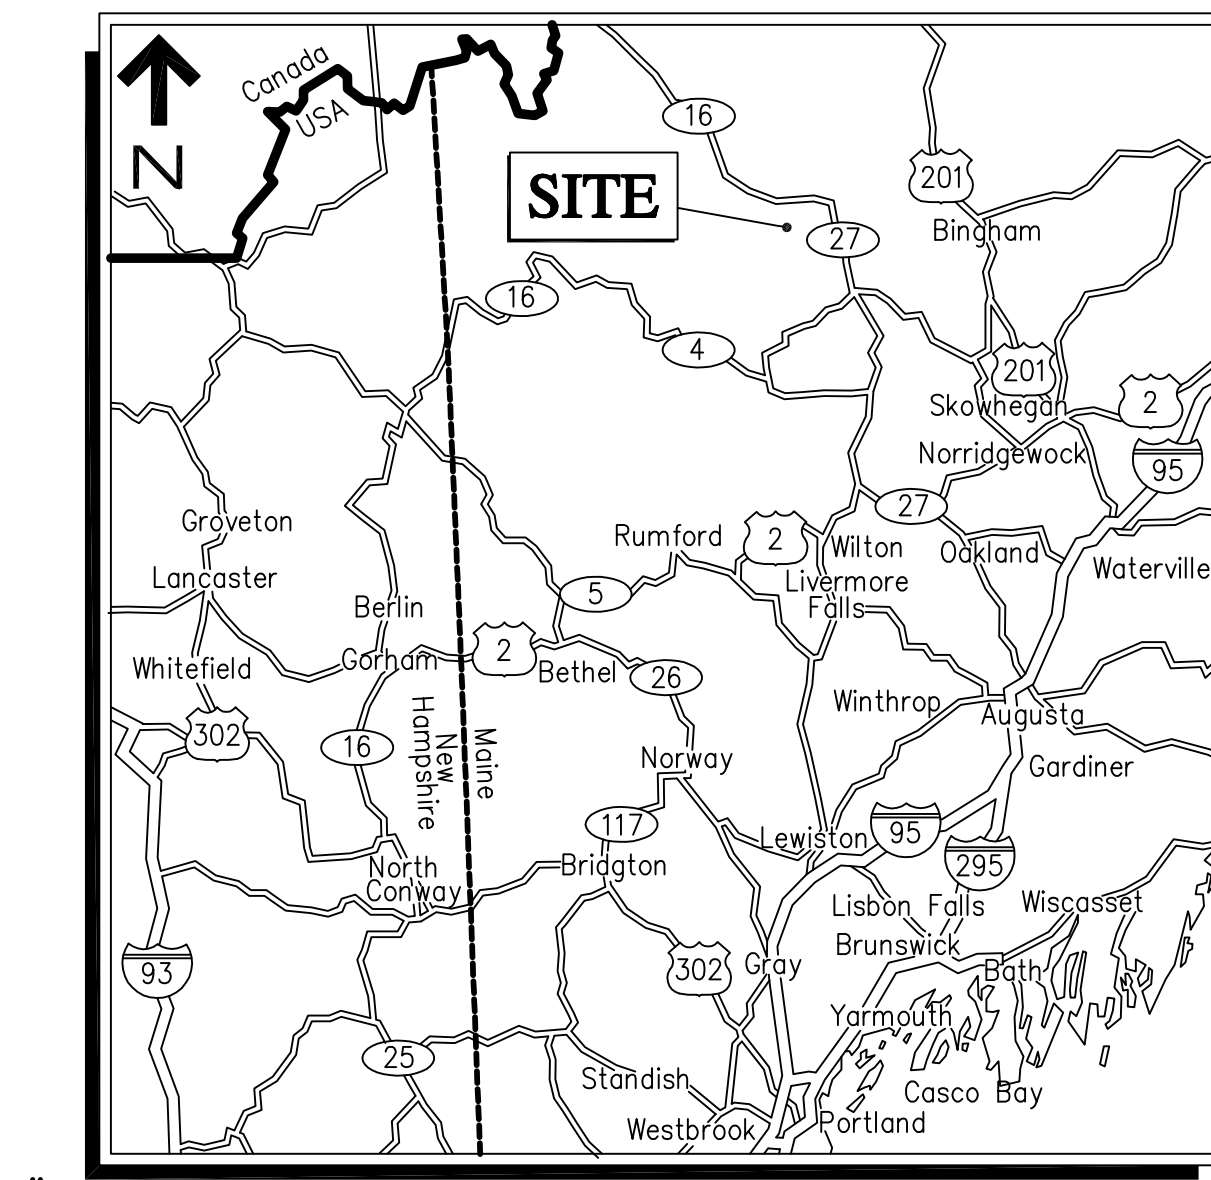 Canada
USA
N
16
SITE
201
Bingham
27
16
4
201
Skowhegan
2
Norridgewock
95
27
Groveton
Rumford
2
Wilton
Oakland
Waterville
Lancaster
Livermore
Falls
5
Berlin
Gorham
2
Bethel
26
Whitefield
Winthrop
Augusta
302
16
New
Hampshire
Maine
Norway
Gardiner
117
Lewiston
95
295
North
Conway
Bridgton
Lisbon Falls
Wiscasset
Brunswick
93
302
Gray
Bath
Yarmouth
25
Standish
Casco Bay
Westbrook
Portland